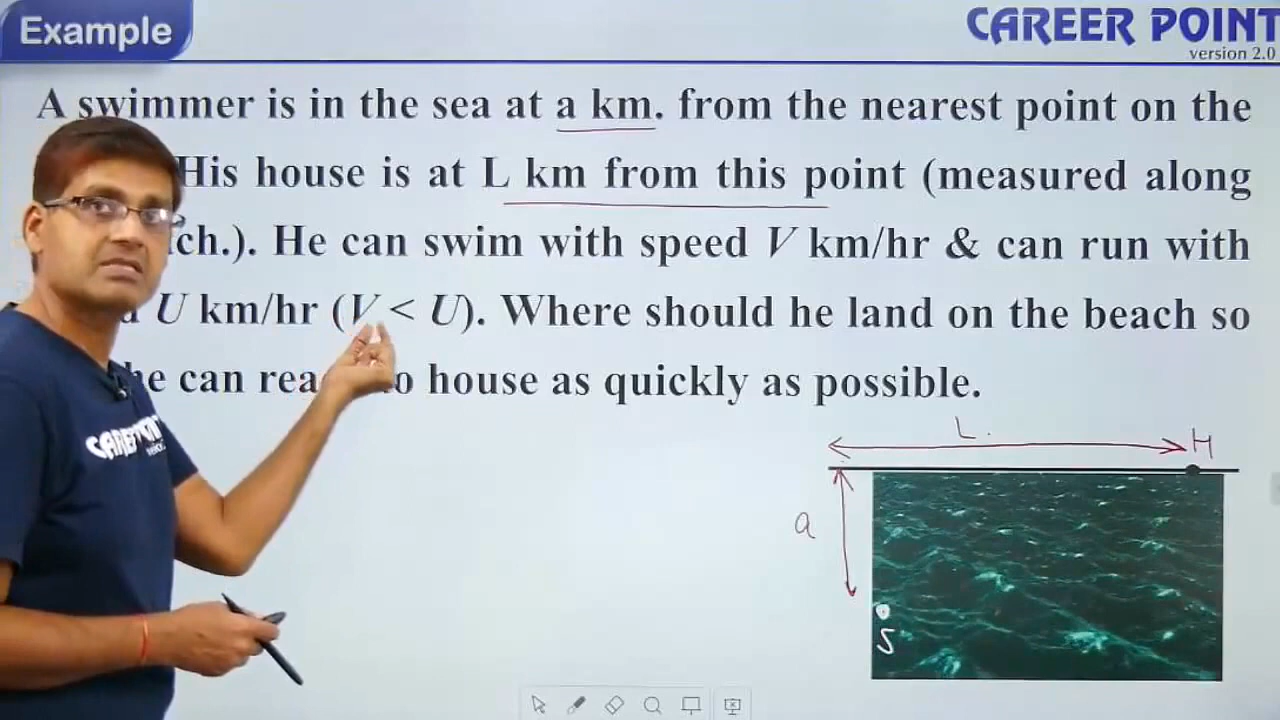 Example
CAREER POINT
version 2.0
A swimmer is in the sea at a km. from the nearest point on the
His house is at L km from this point (measured along
ch.). He can swim with speed V km/hr & can run with
U km/hr (V < U). Where should he land on the beach so
he can rea to house as quickly as possible.
L.
H
a
S
CAREER POINT